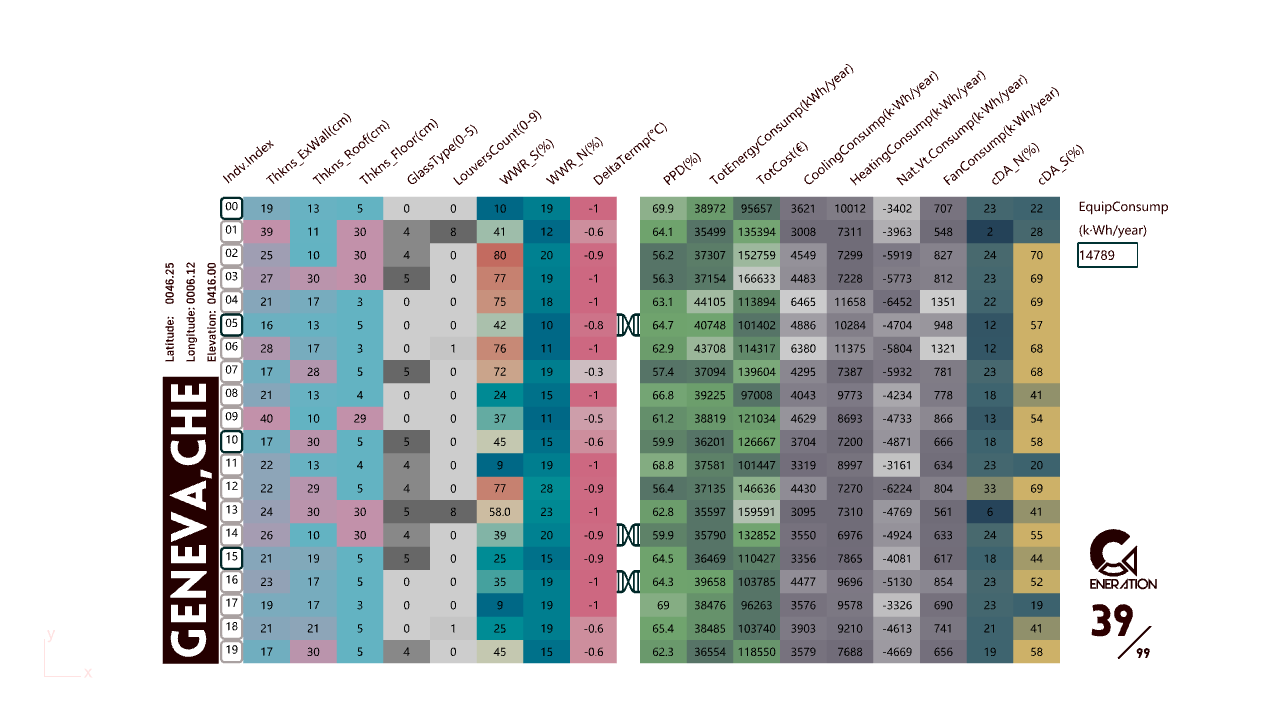 Indv.Index Thkns_ExWall(cm) Thkns_Roof(cm) Thkns_Floor(cm) GlassType(0-5) LouversCount(0-9) WWR_S(%) WWR_N(%) DeltaTermp(°C) PPD(%) TotEnergyConsump(kWh/year) TotCost(€) CoolingConsump(k·Wh/year) HeatingConsump(k·Wh/year) Nat.Vt.Consump(k·Wh/year) FanConsump(k·Wh/year) cDA_N(%) cDA_S(%)
00 19 13 5 0 0 10 19 -1 69.9 38972 95657 3621 10012 -3402 707 23 22
01 39 11 30 4 8 41 12 -0.6 64.1 35499 135394 3008 7311 -3963 548 2 28
02 25 10 30 4 0 80 20 -0.9 56.2 37307 152759 4549 7299 -5919 827 24 70
03 27 30 30 5 0 77 19 -1 56.3 37154 166633 4483 7228 -5773 812 23 69
04 21 17 3 0 0 75 18 -1 63.1 44105 113894 6465 11658 -6452 1351 22 69
05 16 13 5 0 0 42 10 -0.8 64.7 40748 101402 4886 10284 -4704 948 12 57
06 28 17 3 0 1 76 11 -1 62.9 43708 114317 6380 11375 -5804 1321 12 68
07 17 28 5 5 0 72 19 -0.3 57.4 37094 139604 4295 7387 -5932 781 23 68
08 21 13 4 0 0 24 15 -1 66.8 39225 97008 4043 9773 -4234 778 18 41
09 40 10 29 0 0 37 11 -0.5 61.2 38819 121034 4629 8693 -4733 866 13 54
10 17 30 5 5 0 45 15 -0.6 59.9 36201 126667 3704 7200 -4871 666 18 58
11 22 13 4 4 0 9 19 -1 68.8 37581 101447 3319 8997 -3161 634 23 20
12 22 29 5 4 0 77 28 -0.9 56.4 37135 146636 4430 7270 -6224 804 33 69
13 24 30 30 5 8 58.0 23 -1 62.8 35597 159591 3095 7310 -4769 561 6 41
14 26 10 30 4 0 39 20 -0.9 59.9 35790 132852 3550 6976 -4924 633 24 55
15 21 19 5 5 0 25 15 -0.9 64.5 36469 110427 3356 7865 -4081 617 18 44
16 23 17 5 0 0 35 19 -1 64.3 39658 103785 4477 9696 -5130 854 23 52
17 19 17 3 0 0 9 19 -1 69 38476 96263 3576 9578 -3326 690 23 19
18 21 21 5 0 1 25 19 -0.6 65.4 38485 103740 3903 9210 -4613 741 21 41
19 17 30 5 4 0 45 15 -0.6 62.3 36554 118550 3579 7688 -4669 656 19 58
EquipConsump
(k·Wh/year)
14789
Latitude: 0046.25
Longitude: 0006.12
Elevation: 0416.00
GENEVA,CHE
GENERATION
39/99
y
x